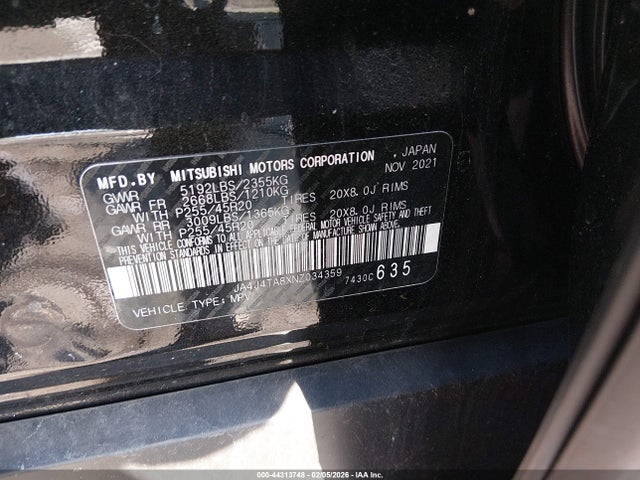 MFD.BY MITSUBISHI MOTORS CORPORATION , JAPAN
GVWR 5192LBS/2355KG NOV 2021
GAWR FR 2668LBS/1210KG
WITH P255/45R20 TIRES 20X8.0J RIMS
GAWR RR 3009LBS/1365KG
WITH P255/45R20 TIRES 20X8.0J RIMS
THIS VEHICLE CONFORMS TO ALL APPLICABLE FEDERAL MOTOR VEHICLE SAFETY AND THEFT
PREVENTION STANDARDS IN EFFECT ON THE DATE OF MANUFACTURE SHOWN ABOVE.
JA4J4TA8XNZ034359
VEHICLE TYPE: MPV 7430C 635
000-44313748 - 02/05/2026 - IAA Inc.